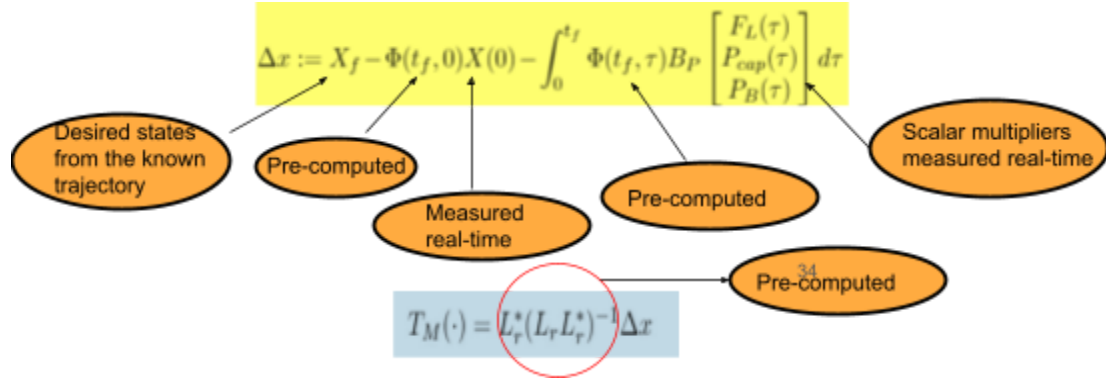 Δx := X_f − Φ(t_f, 0)X(0) − ∫_0^{t_f} Φ(t_f, τ)B_P [F_L(τ) P_{cap}(τ) P_B(τ)] dτ
Desired states
from the known
trajectory
Pre-computed
Measured
real-time
Pre-computed
Scalar multipliers
measured real-time
34
Pre-computed
T_M(·) = L_r^*(L_r L_r^*)^{−1}Δx